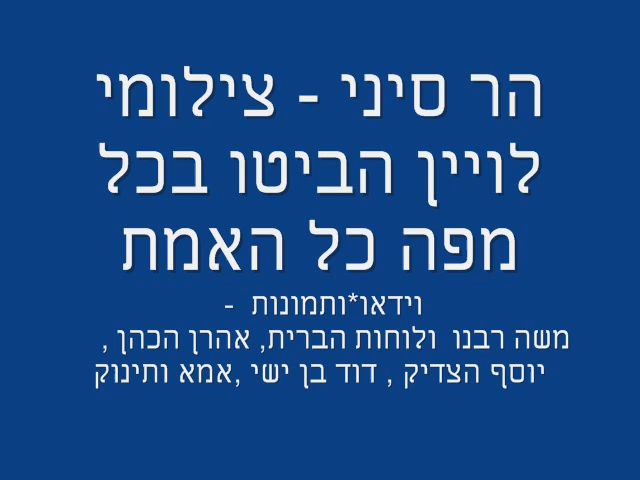 הר סיני - צילומי
לויין הביטו בכל
מפה כל האמת
וידאו*ותמונות -
משה רבנו ולוחות הברית, אהרן הכהן ,
יוסף הצדיק , דוד בן ישי ,אמא ותינוק